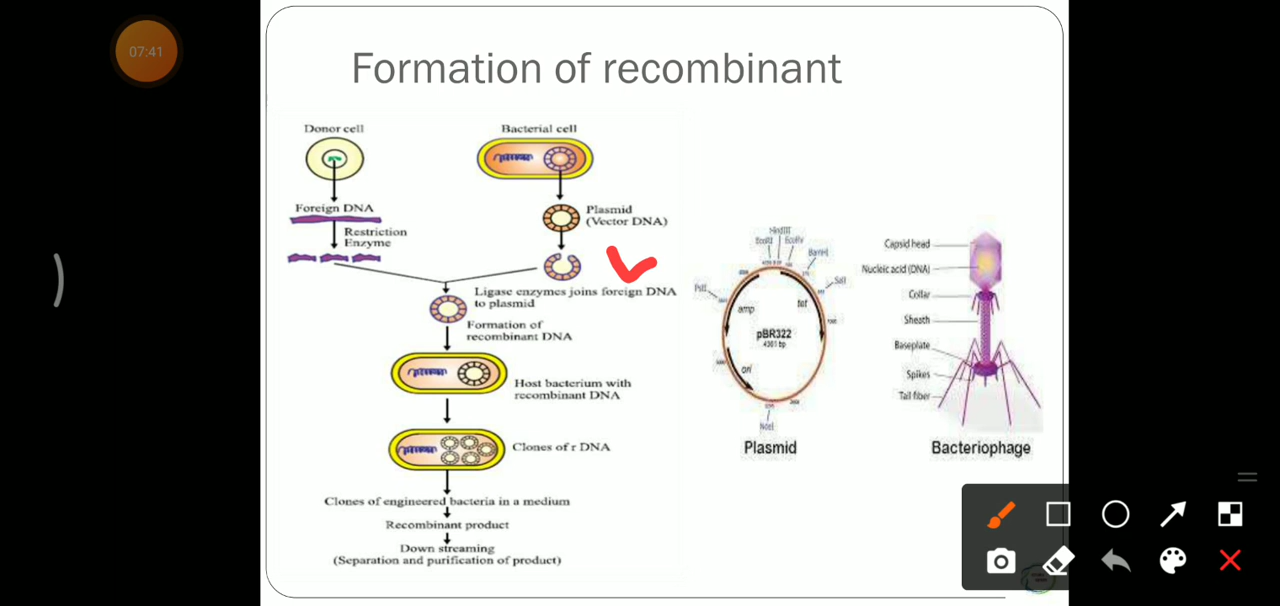 07:41
Formation of recombinant
Donor cell
Bacterial cell
Foreign DNA
Restriction
Enzyme
Plasmid
(Vector DNA)
Ligase enzymes joins foreign DNA
to plasmid
Formation of
recombinant DNA
Host bacterium with
recombinant DNA
Clones of r DNA
Clones of engineered bacteria in a medium
Recombinant product
Down streaming
(Separation and purification of product)
HindIII
EcoRI
EcoRV
BamHI
SalI
PstI
amp
tet
pBR322
4361 bp
ori
NdeI
Plasmid
Capsid head
Nucleic acid (DNA)
Collar
Sheath
Baseplate
Spikes
Tail fiber
Bacteriophage